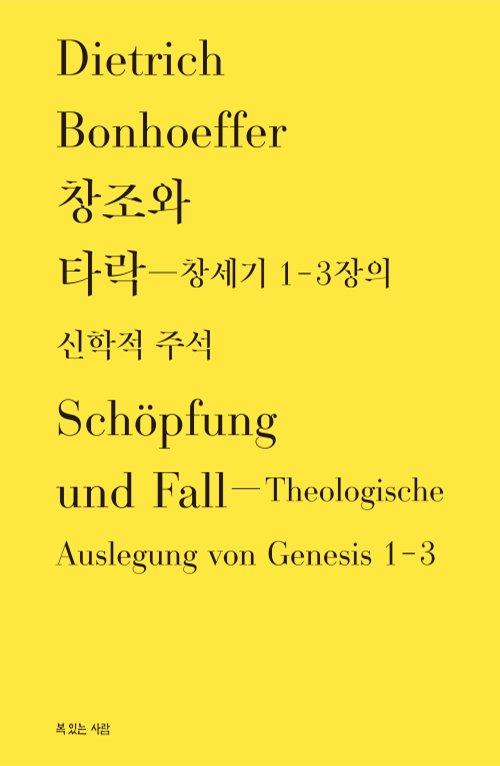 Dietrich
Bonhoeffer
창조와
타락—창세기 1-3장의
신학적 주석
Schöpfung
und Fall—Theologische
Auslegung von Genesis 1-3
복 있는 사람